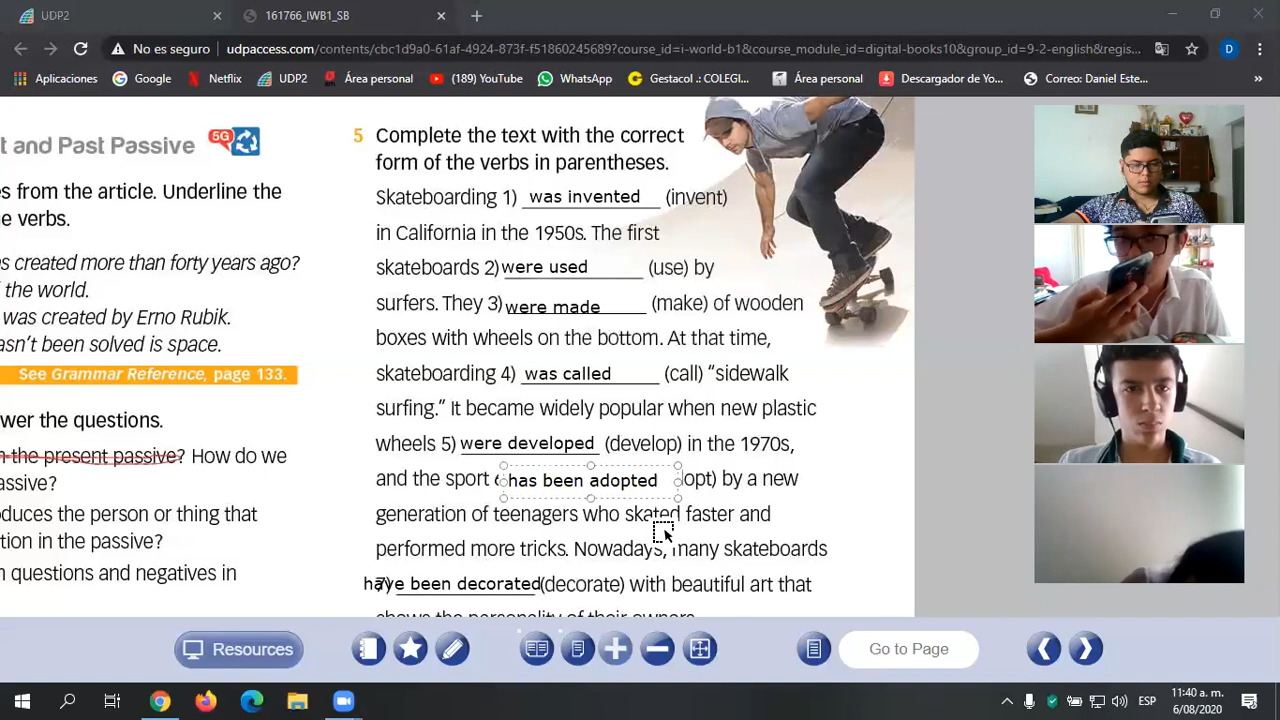 UDP2
161766_IWB1_SB
No es seguro
udpaccess.com/contents/cbc1d9a0-61af-4924-873f-f51860245689?course_id=i-world-b1&course_module_id=digital-books10&group_id=9-2-english&regis...
D
Aplicaciones
Google
Netflix
UDP2
Área personal
(189) YouTube
WhatsApp
Gestacol .: COLEGI...
Área personal
Descargador de Yo...
Correo: Daniel Este...
»
t and Past Passive
5G
es from the article. Underline the
e verbs.
s created more than forty years ago?
f the world.
was created by Erno Rubik.
asn't been solved is space.
See Grammar Reference, page 133.
wer the questions.
n the present passive? How do we
assive?
oduces the person or thing that
tion in the passive?
n questions and negatives in
5 Complete the text with the correct
form of the verbs in parentheses.
Skateboarding 1) was invented (invent)
in California in the 1950s. The first
skateboards 2) were used (use) by
surfers. They 3) were made (make) of wooden
boxes with wheels on the bottom. At that time,
skateboarding 4) was called (call) “sidewalk
surfing.” It became widely popular when new plastic
wheels 5) were developed (develop) in the 1970s,
and the sport has been adopted opt) by a new
generation of teenagers who skated faster and
performed more tricks. Nowadays, many skateboards
have been decorated (decorate) with beautiful art that
shows the personality of their owners.
Resources
Go to Page
ESP
11:40 a. m.
6/08/2020